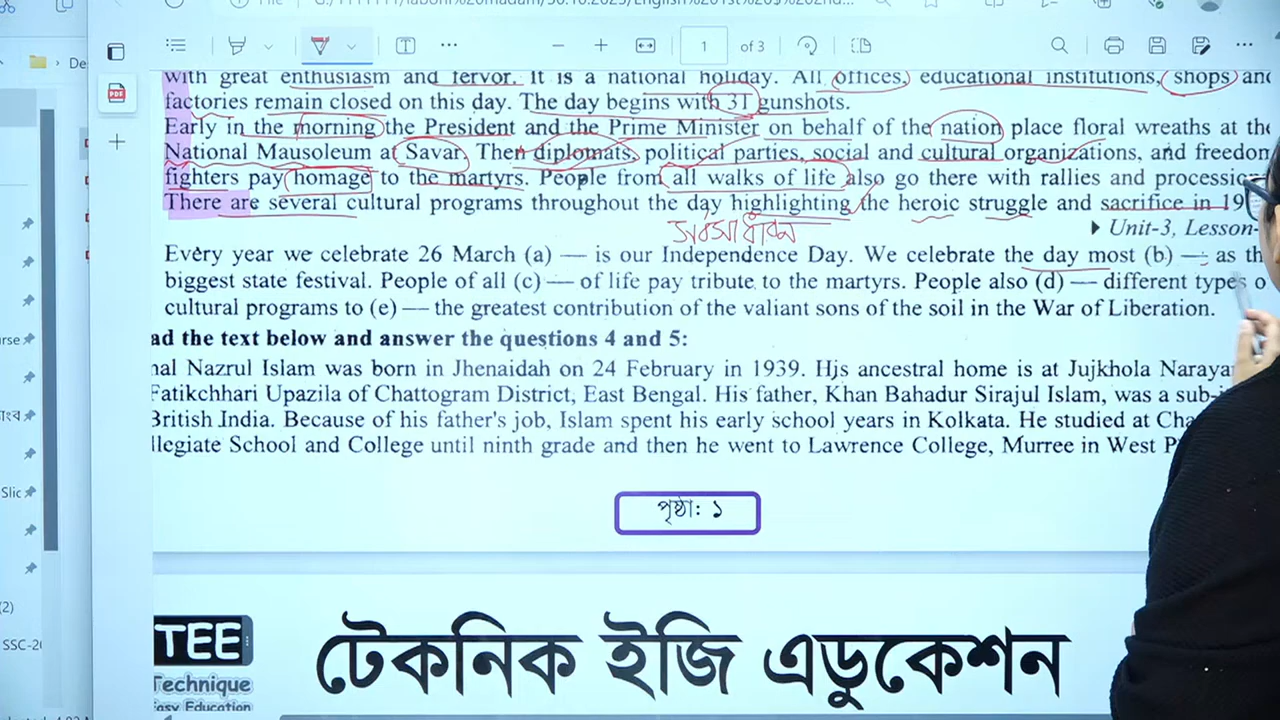 1 of 3
with great enthusiasm and fervor. It is a national holiday. All offices, educational institutions, shops and
factories remain closed on this day. The day begins with 31 gunshots.
Early in the morning the President and the Prime Minister on behalf of the nation place floral wreaths at the
National Mausoleum at Savar. Then diplomats, political parties, social and cultural organizations, and freedom
fighters pay homage to the martyrs. People from all walks of life also go there with rallies and procession
There are several cultural programs throughout the day highlighting the heroic struggle and sacrifice in 19
সর্বসাধারন
Unit-3, Lesson-
Every year we celebrate 26 March (a) — is our Independence Day. We celebrate the day most (b) — as th
biggest state festival. People of all (c) — of life pay tribute to the martyrs. People also (d) — different types o
cultural programs to (e) — the greatest contribution of the valiant sons of the soil in the War of Liberation.
ad the text below and answer the questions 4 and 5:
nal Nazrul Islam was born in Jhenaidah on 24 February in 1939. His ancestral home is at Jujkhola Naraya
Fatikchhari Upazila of Chattogram District, East Bengal. His father, Khan Bahadur Sirajul Islam, was a sub-
British India. Because of his father's job, Islam spent his early school years in Kolkata. He studied at Cha
llegiate School and College until ninth grade and then he went to Lawrence College, Murree in West P
পৃষ্ঠা: ১
TEE
Technique
Easy Education
টেকনিক ইজি এডুকেশন